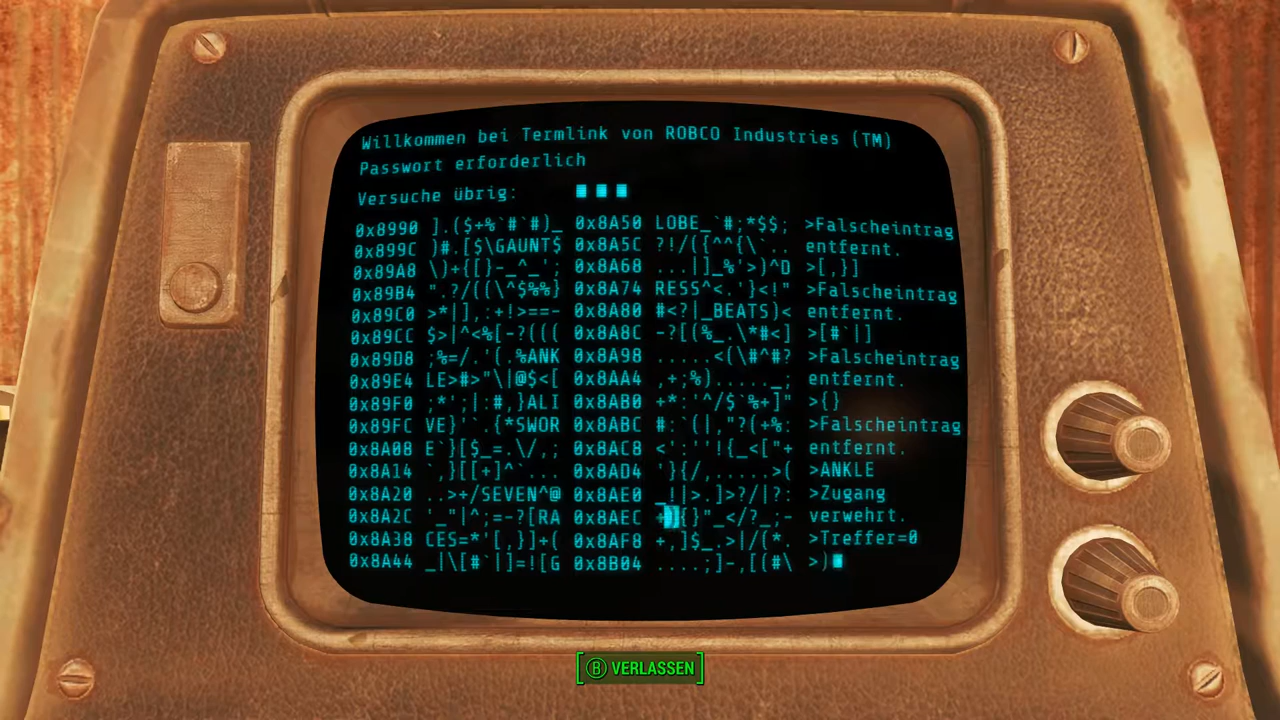 Willkommen bei Termlink von ROBCO Industries (TM)
Passwort erforderlich
Versuche übrig:
0x8990 ].($÷%`#`#)_ 0x8A50 LOBE_`#;*$$; >Falscheintrag
0x899C )#.[$\GAUNT$ 0x8A5C ?!/({^^{\`.. entfernt.
0x89A8 \)+{[}-_^_'; 0x8A68 ...|]_%'>)^D >[,}]
0x89B4 ".?/((\^$%%} 0x8A74 RESS^<.'}<!" >Falscheintrag
0x89C0 >*|],:+!>==- 0x8A80 #<?|_BEATS)< entfernt.
0x89CC $>|^<%[-?((( 0x8A8C -?[(%_.\*#<] >[#`|]
0x89D8 ;%=/.'(.%ANK 0x8A98 .....<(\#^#? >Falscheintrag
0x89E4 LE>#>"\|@$<[ 0x8AA4 ,+;%)....._; entfernt.
0x89F0 ;*';|:#,}ALI 0x8AB0 +*:'^/$`%+]" >{}
0x89FC VE}'`.{*SWOR 0x8ABC #:`(|,"?(+%: >Falscheintrag
0x8A08 E`}[$_=.\/,; 0x8AC8 <':''!{_<["+ entfernt.
0x8A14 `,}[[+]^`... 0x8AD4 '}{/,.....>( >ANKLE
0x8A20 ..>+/SEVEN^@ 0x8AE0 _!|>.]>?/|?: >Zugang
0x8A2C '_"|^;=-?[RA 0x8AEC +)){}"_</?_;- verwehrt.
0x8A38 CES=*'[,}]+( 0x8AF8 +,]$_.>|/{*. >Treffer=0
0x8A44 _|\[#`|]=![G 0x8B04 ....;]-,[(#\ >)
Ⓑ VERLASSEN